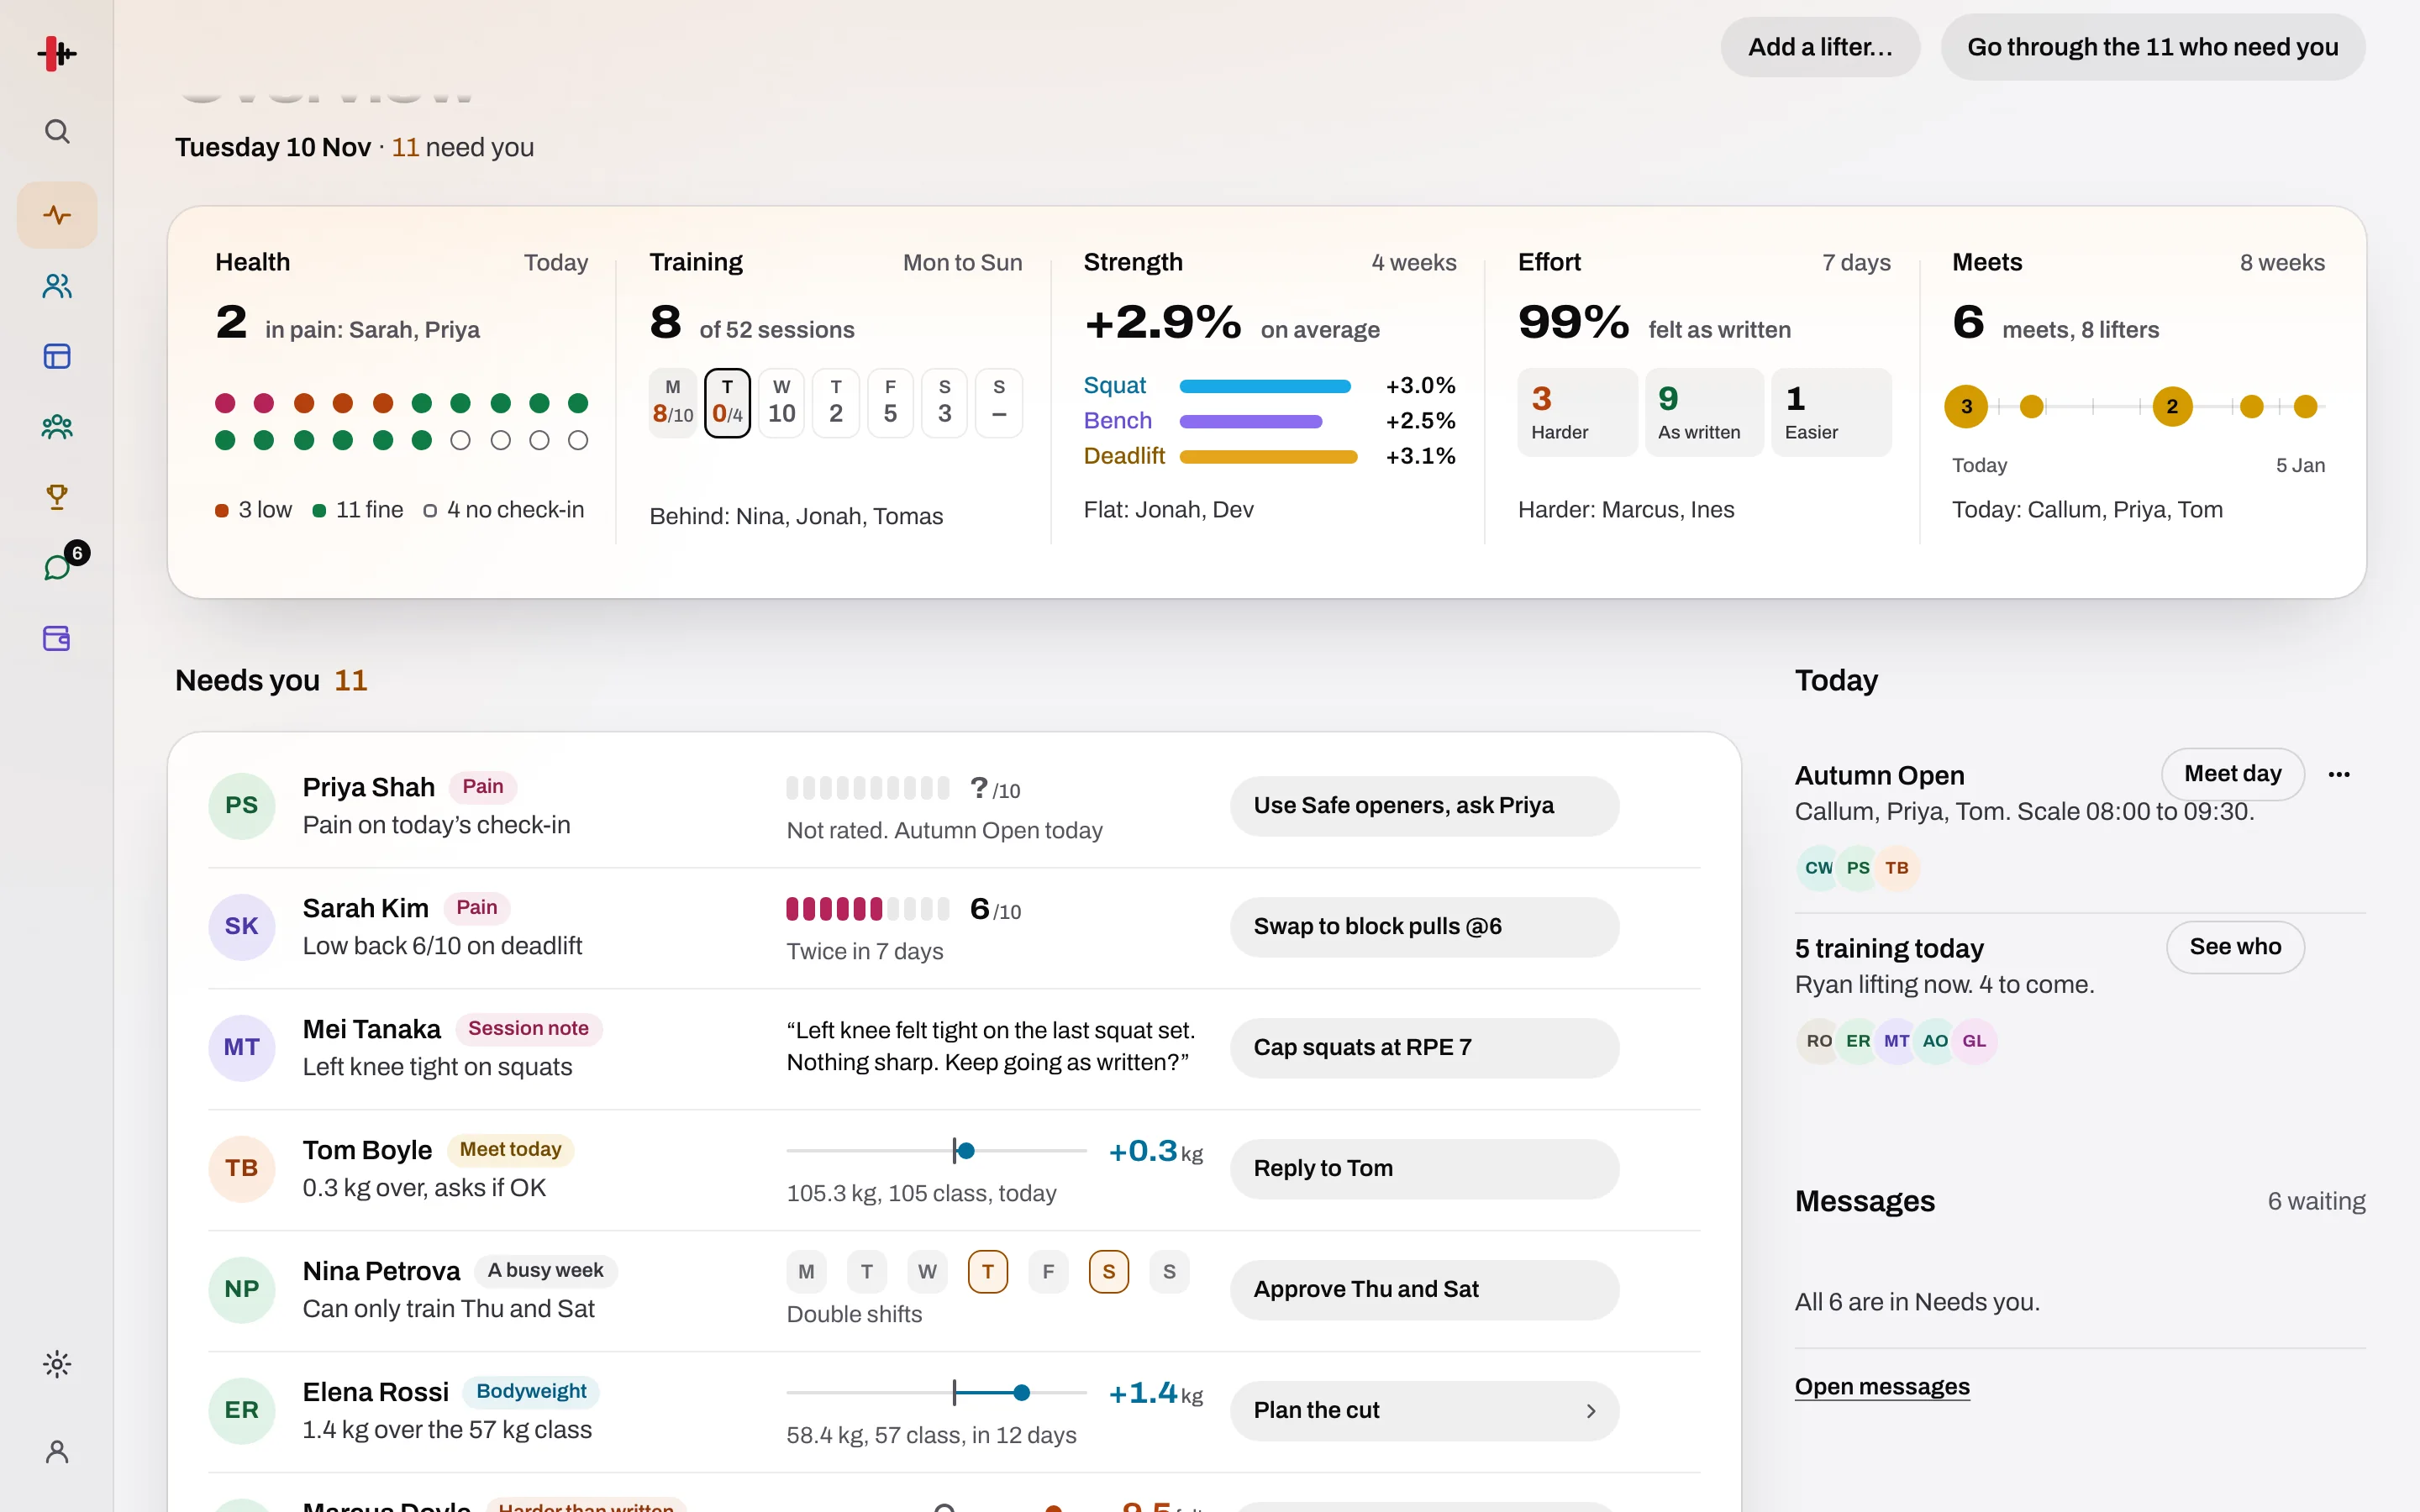 Add a lifter…
Go through the 11 who need you
Tuesday 10 Nov · 11 need you
6
Health Today
2 in pain: Sarah, Priya
3 low 11 fine 4 no check-in
Training Mon to Sun
8 of 52 sessions
M T W T F S S
8/10 0/4 10 2 5 3 –
Behind: Nina, Jonah, Tomas
Strength 4 weeks
+2.9% on average
Squat +3.0%
Bench +2.5%
Deadlift +3.1%
Flat: Jonah, Dev
Effort 7 days
99% felt as written
3 9 1
Harder As written Easier
Harder: Marcus, Ines
Meets 8 weeks
6 meets, 8 lifters
3 2
Today 5 Jan
Today: Callum, Priya, Tom
Needs you 11
PS Priya Shah Pain
Pain on today’s check-in
?/10
Not rated. Autumn Open today
Use Safe openers, ask Priya
SK Sarah Kim Pain
Low back 6/10 on deadlift
6/10
Twice in 7 days
Swap to block pulls @6
MT Mei Tanaka Session note
Left knee tight on squats
“Left knee felt tight on the last squat set.
Nothing sharp. Keep going as written?”
Cap squats at RPE 7
TB Tom Boyle Meet today
0.3 kg over, asks if OK
+0.3 kg
105.3 kg, 105 class, today
Reply to Tom
NP Nina Petrova A busy week
Can only train Thu and Sat
M T W T F S S
Double shifts
Approve Thu and Sat
ER Elena Rossi Bodyweight
1.4 kg over the 57 kg class
+1.4 kg
58.4 kg, 57 class, in 12 days
Plan the cut
Today
Autumn Open
Meet day
Callum, Priya, Tom. Scale 08:00 to 09:30.
CW PS TB
5 training today
See who
Ryan lifting now. 4 to come.
RO ER MT AO GL
Messages 6 waiting
All 6 are in Needs you.
Open messages